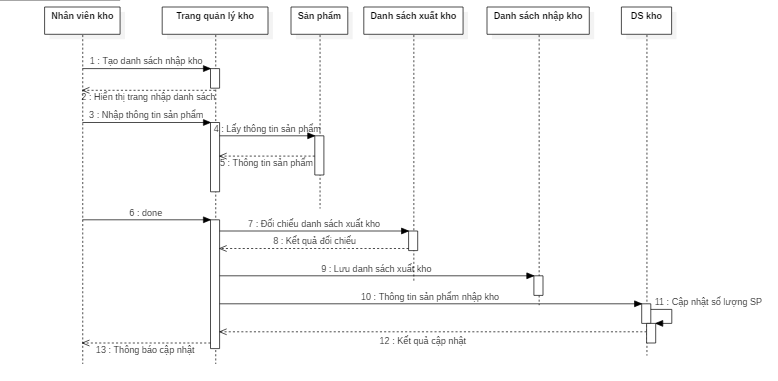 Nhân viên kho
Trang quản lý kho
Sản phẩm
Danh sách xuất kho
Danh sách nhập kho
DS kho
1 : Tạo danh sách nhập kho
2 : Hiển thị trang nhập danh sách
3 : Nhập thông tin sản phẩm
4 : Lấy thông tin sản phẩm
5 : Thông tin sản phẩm
6 : done
7 : Đối chiếu danh sách xuất kho
8 : Kết quả đối chiếu
9 : Lưu danh sách xuất kho
10 : Thông tin sản phẩm nhập kho
11 : Cập nhật số lượng SP
12 : Kết quả cập nhật
13 : Thông báo cập nhật